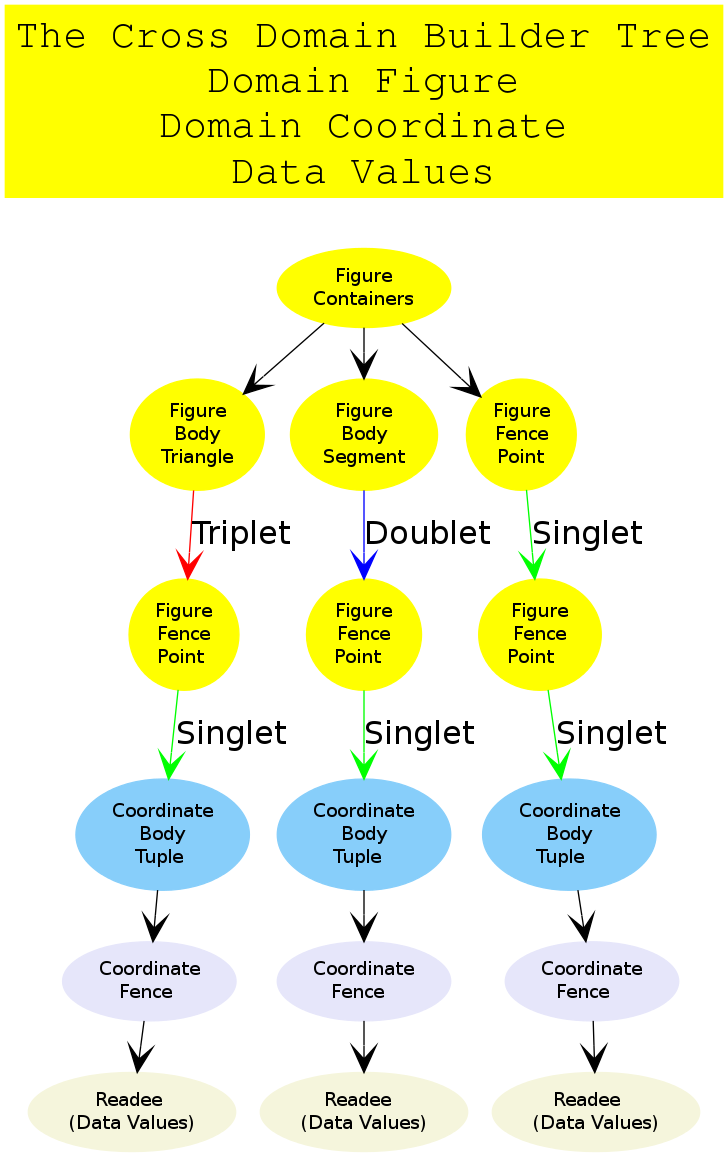 The Cross Domain Builder Tree
Domain Figure
Domain Coordinate
Data Values
Figure
Containers
Figure
Body
Triangle
Figure
Body
Segment
Figure
Fence
Point
Triplet
Doublet
Singlet
Figure
Fence
Point
Figure
Fence
Point
Figure
Fence
Point
Singlet
Singlet
Singlet
Coordinate
Body
Tuple
Coordinate
Body
Tuple
Coordinate
Body
Tuple
Coordinate
Fence
Coordinate
Fence
Coordinate
Fence
Readee
(Data Values)
Readee
(Data Values)
Readee
(Data Values)